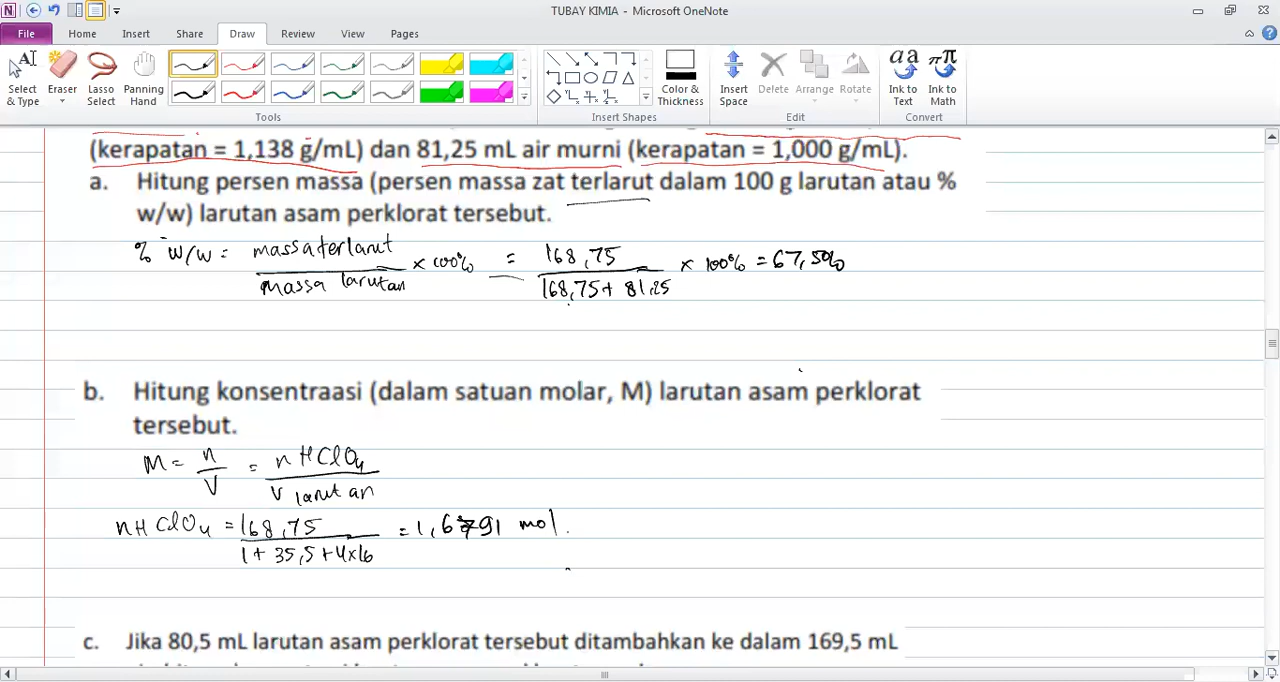 TUBAY KIMIA - Microsoft OneNote
File Home Insert Share Draw Review View Pages
Select & Type Eraser Lasso Select Panning Hand Color & Thickness Insert Space Delete Arrange Rotate Ink to Text Ink to Math
Tools Insert Shapes Edit Convert
(kerapatan = 1,138 g/mL) dan 81,25 mL air murni (kerapatan = 1,000 g/mL).
a. Hitung persen massa (persen massa zat terlarut dalam 100 g larutan atau %
w/w) larutan asam perklorat tersebut.
% w/w = massa terlarut / massa larutan × 100% = 168,75 / 168,75 + 81,25 × 100% = 67,5%
b. Hitung konsentraasi (dalam satuan molar, M) larutan asam perklorat
tersebut.
M = n / V = n HClO4 / V larutan
n HClO4 = 168,75 / 1 + 35,5 + 4×16 = 1,6791 mol.
c. Jika 80,5 mL larutan asam perklorat tersebut ditambahkan ke dalam 169,5 mL